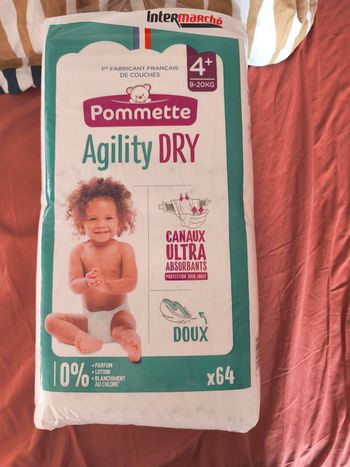 Intermarché
1er FABRICANT FRANÇAIS
DE COUCHES
4+
9-20KG
Pommette
Agility DRY
CANAUX
ULTRA
ABSORBANTS
PROTECTION JOUR/NUIT
DOUX
0%
• PARFUM
• LOTION
• BLANCHIMENT
AU CHLORE*
x64